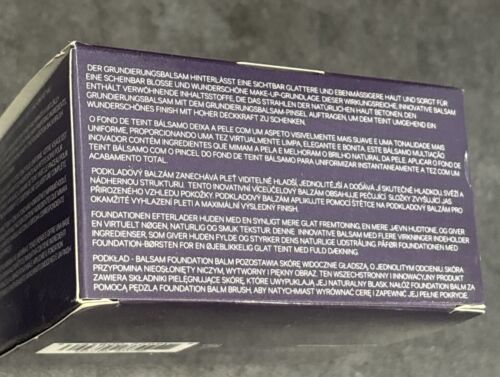 DER GRUNDIERUNGSBALSAM HINTERLÄSST EINE SICHTBAR GLATTERE UND EBENMÄSSIGERE HAUT UND SORGT FÜR
EINE SCHEINBAR BLOSSE UND WUNDERSCHÖNE MAKE-UP-GRUNDLAGE. DIESER WIRKUNGSREICHE, INNOVATIVE BALSAM
ENTHÄLT VERWÖHNENDE INHALTSSTOFFE, DIE DAS STRAHLEN DER NATÜRLICHEN HAUT BETONEN. DEN
GRUNDIERUNGSBALSAM MIT DEM GRUNDIERUNGSBALSAM-PINSEL AUFTRAGEN, UM DEM TEINT UMGEHEND EIN
WUNDERSCHÖNES FINISH MIT HOHER DECKKRAFT ZU SCHENKEN.
O FOND DE TEINT BÁLSAMO DEIXA A PELE COM UM ASPETO VISIVELMENTE MAIS SUAVE E UMA TONALIDADE MAIS
UNIFORME, PROPORCIONANDO UMA TEZ VIRTUALMENTE LIMPA, ELEGANTE E BONITA. ESTE BÁLSAMO MULTIAÇÃO
INOVADOR CONTÉM INGREDIENTES QUE MIMAM A PELE E MELHORAM O BRILHO NATURAL DA PELE. APLICAR O FOND DE
TEINT BÁLSAMO COM O PINCEL DO FOND DE TEINT BÁLSAMO PARA UNIFORMIZAR INSTANTANEAMENTE A TEZ COM UM
ACABAMENTO TOTAL.
PODKLADOVÝ BALZÁM ZANECHÁVÁ PLEŤ VIDITELNĚ HLADŠÍ, JEDNOTLITĚJŠÍ A DODÁVÁ JÍ SKUTEČNĚ HLADKOU, SVĚŽÍ A
NÁDHERNOU STRUKTURU. TENTO INOVATIVNÍ VÍCEÚČELOVÝ BALZÁM OBSAHUJE PEČUJÍCÍ SLOŽKY ZVYŠUJÍCÍ JAS
PŘIROZENÉHO VZHLEDU POKOŽKY. PODKLADOVÝ BALZÁM APLIKUJTE POMOCÍ ŠTĚTCE NA PODKLADOVÝ BALZÁM PRO
OKAMŽITÉ VYHLAZENÍ PLETI A MAXIMÁLNÍ VÝSLEDNÝ FINISH.
FOUNDATIONEN EFTERLADER HUDEN MED EN SYNLIGT MERE GLAT FREMTONING, EN MERE JEVN HUDTONE, OG GIVER
EN VIRTUELT NØGEN, NATURLIG OG SMUK TEKSTUR. DENNE INNOVATIVE BALSAM MED FLERE VIRKNINGER INDEHOLDER
INGREDIENSER, SOM GIVER HUDEN FYLDE OG STYRKER DENS NATURLIGE UDSTRÅLING. PÅFØR FOUNDATIONEN MED
FOUNDATION-BØRSTEN FOR EN ØJEBLIKKELIG GLAT TEINT MED FULD DÆKKEEVNE.
PODKŁAD - BALSAM FOUNDATION BALM POZOSTAWIA SKÓRĘ WIDOCZNIE GŁADSZĄ, O JEDNOLITYM ODCIENIU, SKÓRA
PRZYPOMINA NIEOSŁONIĘTY NICZYM, WYTWORNY I PIĘKNY OBRAZ. TEN WSZECHSTRONNY I INNOWACYJNY PRODUKT
ZAWIERA SKŁADNIKI PIELĘGNUJĄCE SKÓRĘ, KTÓRE UWYPUKLAJĄ JEJ NATURALNY BLASK. NAŁÓŻ FOUNDATION BALM ZA
POMOCĄ PĘDZLA FOUNDATION BALM BRUSH, ABY NATYCHMIAST WYRÓWNAĆ CERĘ I ZAPEWNIĆ JEJ PEŁNE POKRYCIE.